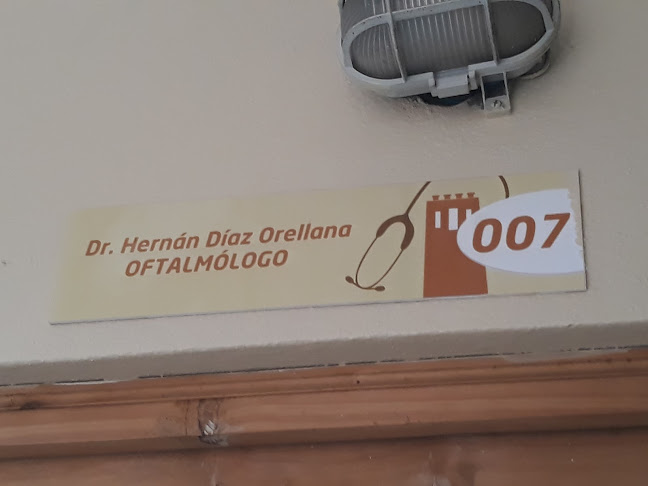 Dr. Hernán Díaz Orellana
OFTALMÓLOGO
007